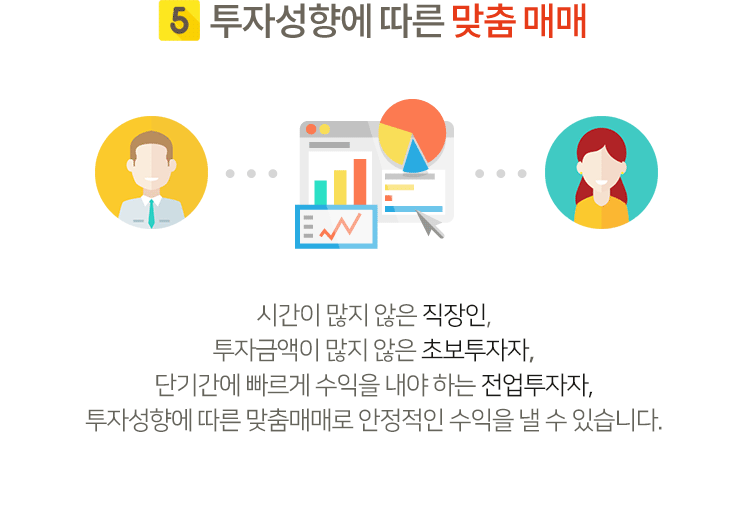 5 투자성향에 따른 맞춤 매매
시간이 많지 않은 직장인,
투자금액이 많지 않은 초보투자자,
단기간에 빠르게 수익을 내야 하는 전업투자자,
투자성향에 따른 맞춤매매로 안정적인 수익을 낼 수 있습니다.